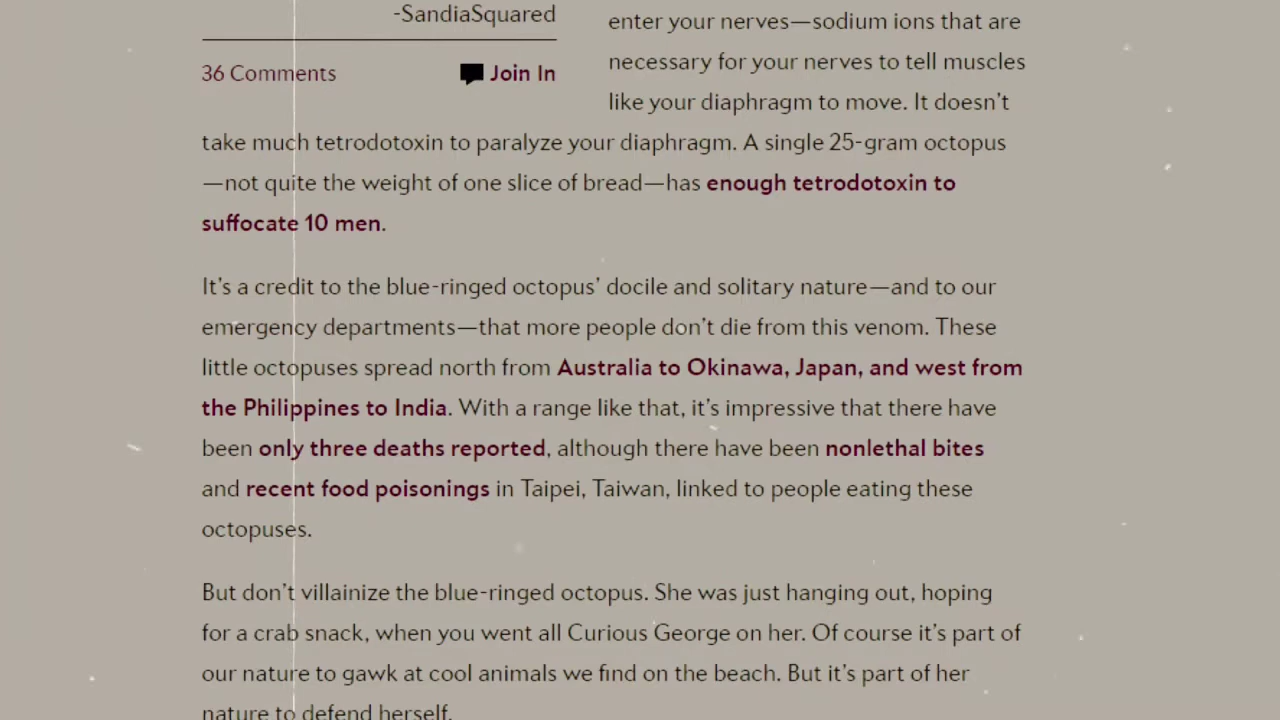 -SandiaSquared
36 Comments
Join In
enter your nerves—sodium ions that are
necessary for your nerves to tell muscles
like your diaphragm to move. It doesn't
take much tetrodotoxin to paralyze your diaphragm. A single 25-gram octopus
—not quite the weight of one slice of bread—has enough tetrodotoxin to
suffocate 10 men.
It's a credit to the blue-ringed octopus' docile and solitary nature—and to our
emergency departments—that more people don't die from this venom. These
little octopuses spread north from Australia to Okinawa, Japan, and west from
the Philippines to India. With a range like that, it's impressive that there have
been only three deaths reported, although there have been nonlethal bites
and recent food poisonings in Taipei, Taiwan, linked to people eating these
octopuses.
But don't villainize the blue-ringed octopus. She was just hanging out, hoping
for a crab snack, when you went all Curious George on her. Of course it's part of
our nature to gawk at cool animals we find on the beach. But it's part of her
nature to defend herself.